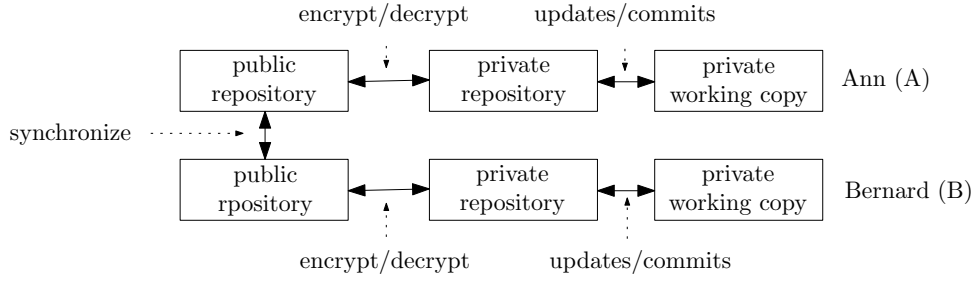 encrypt/decrypt
updates/commits
public
repository
private
repository
private
working copy
Ann (A)
synchronize
public
rpository
private
repository
private
working copy
Bernard (B)
encrypt/decrypt
updates/commits